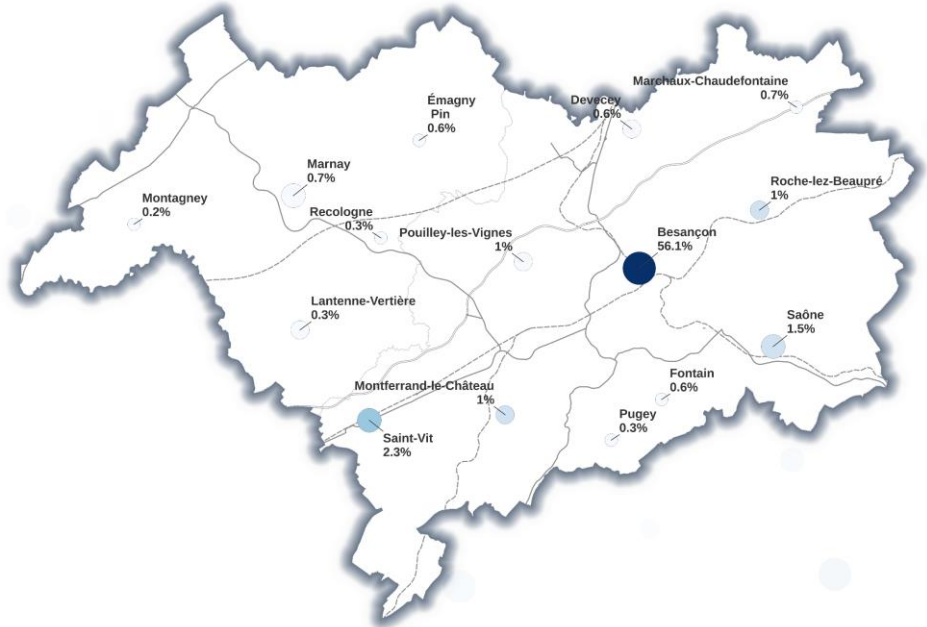 Marchaux-Chaudefontaine
0.7%
Émagny
Pin
0.6%
Devecey
0.6%
Marnay
0.7%
Montagney
0.2%
Roche-lez-Beaupré
1%
Recologne
0.3%
Pouilley-les-Vignes
1%
Besançon
56.1%
Lantenne-Vertière
0.3%
Saône
1.5%
Montferrand-le-Château
1%
Fontain
0.6%
Pugey
0.3%
Saint-Vit
2.3%